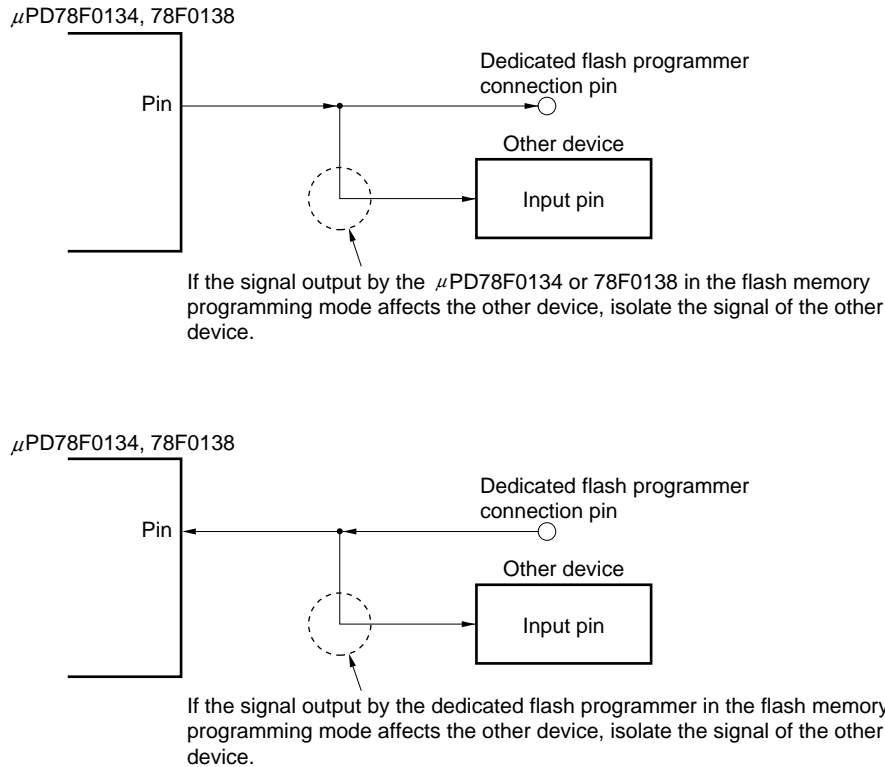 μPD78F0134, 78F0138
Dedicated flash programmer
connection pin
Pin
Other device
Input pin
If the signal output by the μPD78F0134 or 78F0138 in the flash memory
programming mode affects the other device, isolate the signal of the other
device.
μPD78F0134, 78F0138
Dedicated flash programmer
connection pin
Pin
Other device
Input pin
If the signal output by the dedicated flash programmer in the flash memory
programming mode affects the other device, isolate the signal of the other
device.